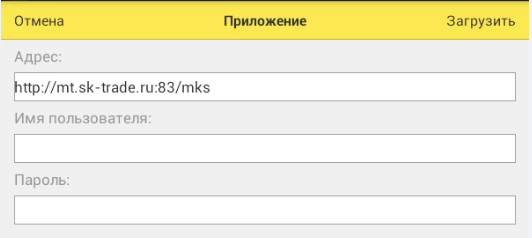 Отмена Приложение Загрузить
Адрес:
http://mt.sk-trade.ru:83/mks
Имя пользователя:
Пароль: